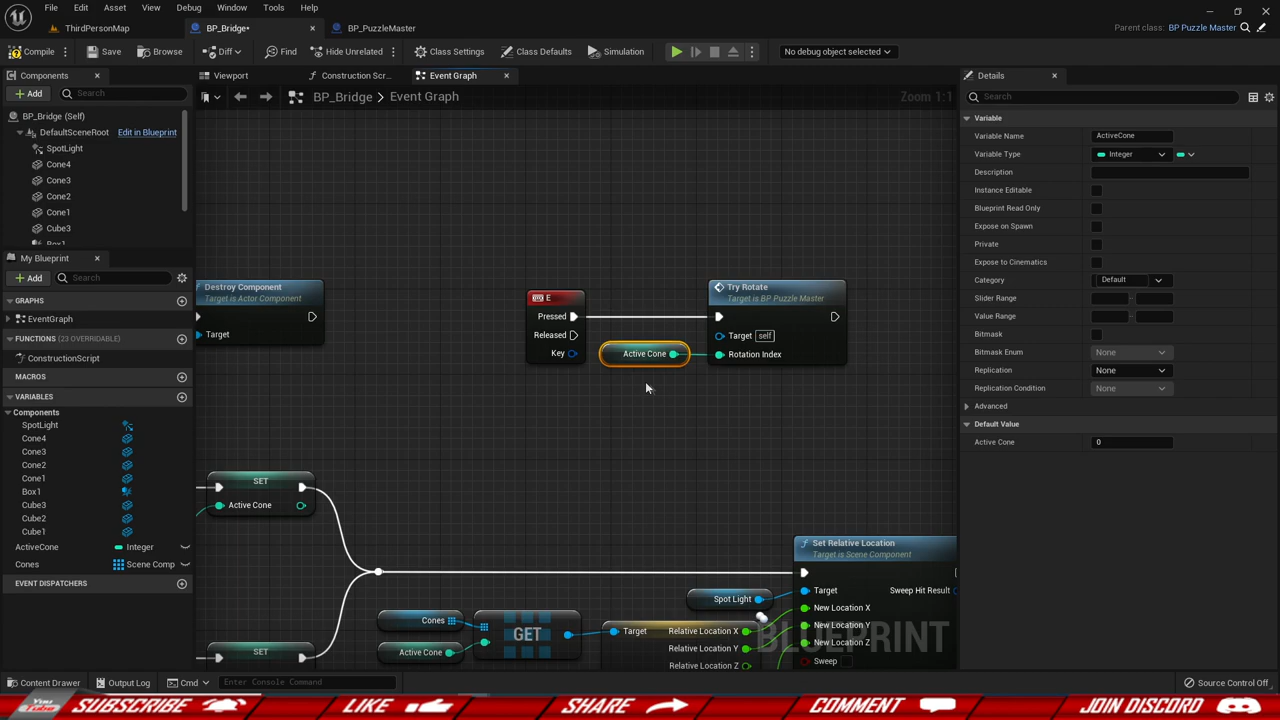 File Edit Asset View Debug Window Tools Help
ThirdPersonMap
BP_Bridge*
BP_PuzzleMaster
Parent class: BP Puzzle Master
Compile
Save
Browse
Diff
Find
Hide Unrelated
Class Settings
Class Defaults
Simulation
No debug object selected
Components
Add
Search
BP_Bridge (Self)
DefaultSceneRoot Edit in Blueprint
SpotLight
Cone4
Cone3
Cone2
Cone1
Cube3
Box1
My Blueprint
Add
Search
GRAPHS
EventGraph
FUNCTIONS (23 OVERRIDABLE)
ConstructionScript
MACROS
VARIABLES
Components
SpotLight
Cone4
Cone3
Cone2
Cone1
Box1
Cube3
Cube2
Cube1
ActiveCone Integer
Cones Scene Comp
EVENT DISPATCHERS
Viewport
Construction Scr...
Event Graph
BP_Bridge > Event Graph
Zoom 1:1
Destroy Component
Target is Actor Component
Target
E
Pressed
Released
Key
Active Cone
Try Rotate
Target is BP Puzzle Master
Target self
Rotation Index
SET
Active Cone
SET
Cones
Active Cone
GET
Spot Light
Target
Relative Location X
Relative Location Y
Relative Location Z
Set Relative Location
Target is Scene Component
Target
Sweep Hit Result
New Location X
New Location Y
New Location Z
Sweep
BLUEPRINT
Details
Search
Variable
Variable Name ActiveCone
Variable Type Integer
Description
Instance Editable
Blueprint Read Only
Expose on Spawn
Private
Expose to Cinematics
Category Default
Slider Range
Value Range
Bitmask
Bitmask Enum None
Replication None
Replication Condition None
Advanced
Default Value
Active Cone 0
Content Drawer
Output Log
Cmd
Enter Console Command
Source Control Off
You Tube SUBSCRIBE
LIKE
SHARE
COMMENT
JOIN DISCORD